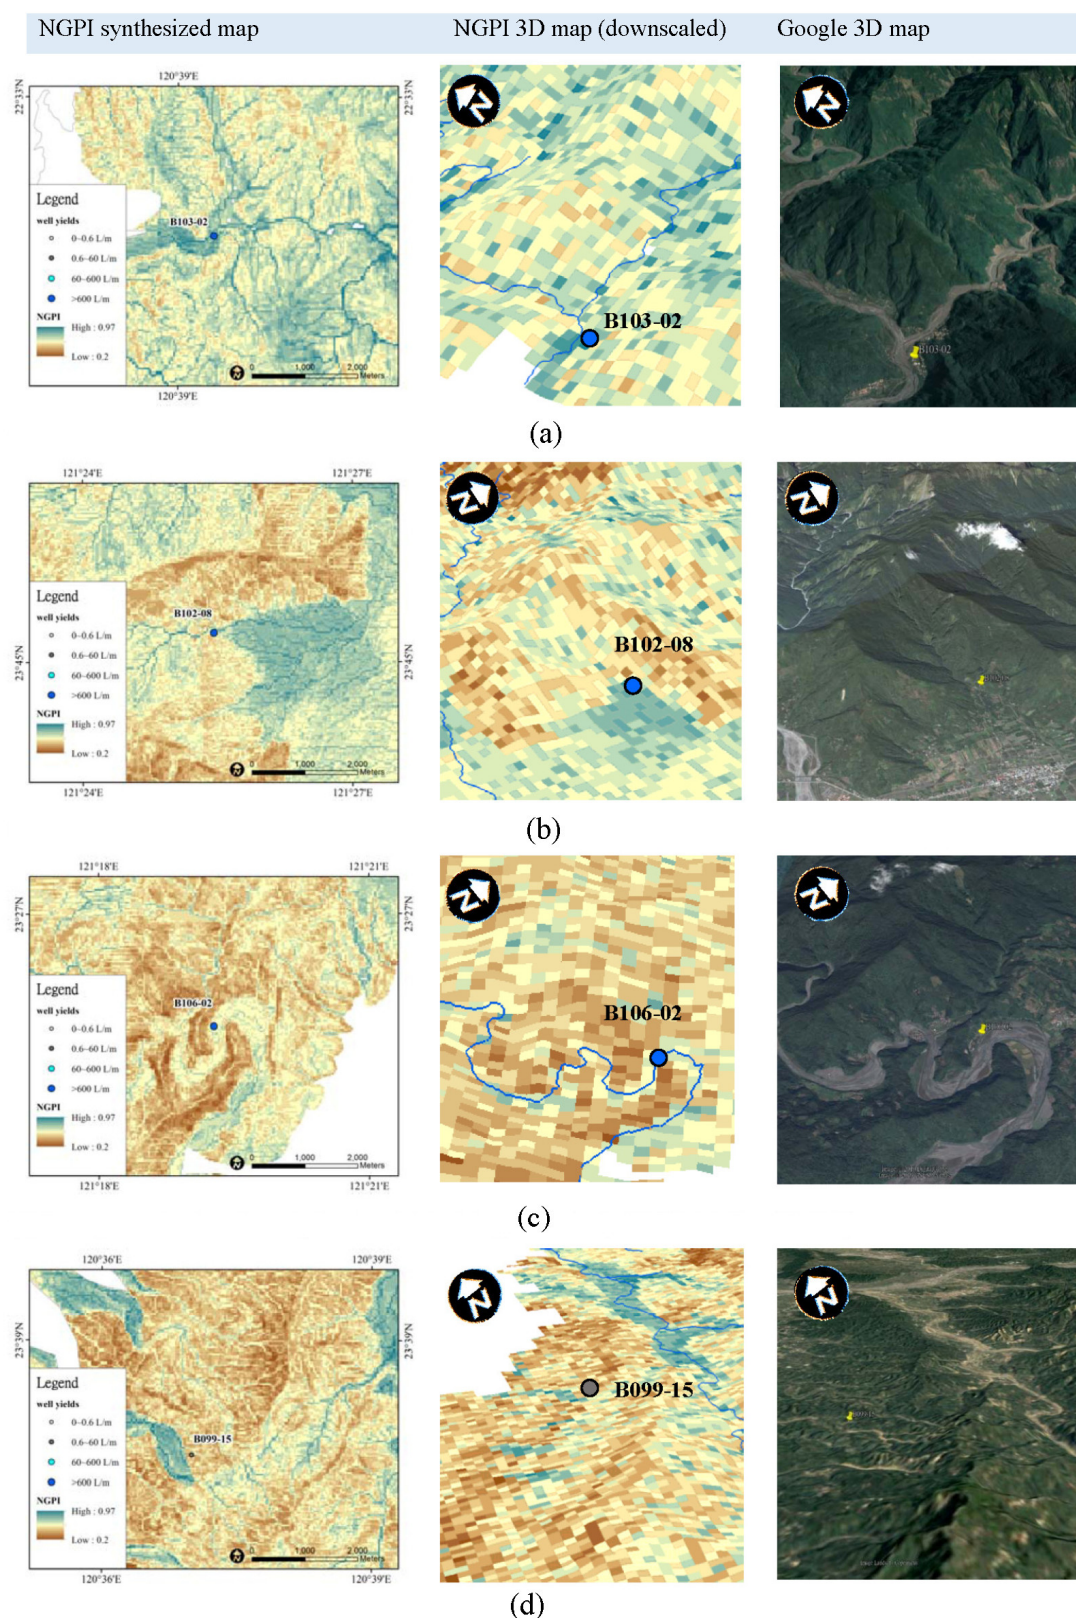 NGPI synthesized map NGPI 3D map (downscaled) Google 3D map
120°39'E
22°33'N
22°33'N
Legend
well yields
0~0.6 L/m
0.6~60 L/m
60~600 L/m
>600 L/m
NGPI
High : 0.97
Low : 0.2
B103-02
0 1,000 2,000
Meters
120°39'E
N
B103-02
N
B103-02
(a)
121°24'E 121°27'E
23°45'N
23°45'N
Legend
well yields
0~0.6 L/m
0.6~60 L/m
60~600 L/m
>600 L/m
NGPI
High : 0.97
Low : 0.2
B102-08
0 1,000 2,000
Meters
121°24'E 121°27'E
N
B102-08
N
(b)
121°18'E 121°21'E
23°27'N
23°27'N
Legend
well yields
0~0.6 L/m
0.6~60 L/m
60~600 L/m
>600 L/m
NGPI
High : 0.97
Low : 0.2
B106-02
0 1,000 2,000
Meters
121°18'E 121°21'E
N
B106-02
N
(c)
120°36'E 120°39'E
23°39'N
23°39'N
Legend
well yields
0~0.6 L/m
0.6~60 L/m
60~600 L/m
>600 L/m
NGPI
High : 0.97
Low : 0.2
B099-15
0 1,000 2,000
Meters
120°36'E 120°39'E
N
B099-15
N
B099-15
(d)